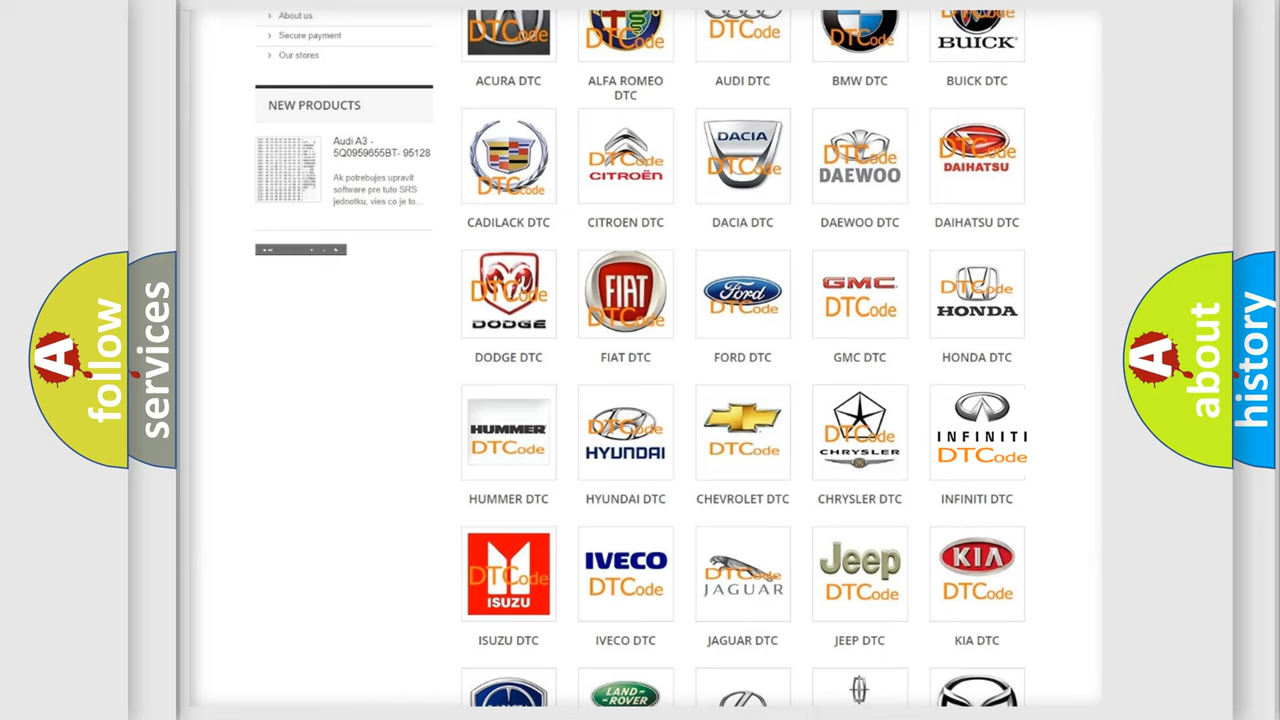 About us
Secure payment
Our stores
NEW PRODUCTS
Audi A3 -
5Q0959655BT- 95128
Ak potrebujes upravit
software pre tuto SRS
jednotku, vies co je to...
DTCode
DTCode
DTCode
DTCode
BUICK
ACURA DTC
ALFA ROMEO
DTC
AUDI DTC
BMW DTC
BUICK DTC
DTCode
DTCode
CITROËN
DACIA
DTCode
DTCode
DAEWOO
DTCode
DAIHATSU
CADILACK DTC
CITROEN DTC
DACIA DTC
DAEWOO DTC
DAIHATSU DTC
DTCode
DODGE
FIAT
DTCode
Ford
DTCode
GMC
DTCode
DTCode
HONDA
DODGE DTC
FIAT DTC
FORD DTC
GMC DTC
HONDA DTC
HUMMER
DTCode
DTCode
HYUNDAI
DTCode
DTCode
CHRYSLER
INFINITI
DTCode
HUMMER DTC
HYUNDAI DTC
CHEVROLET DTC
CHRYSLER DTC
INFINITI DTC
DTCode
ISUZU
IVECO
DTCode
DTCode
JAGUAR
Jeep
DTCode
KIA
DTCode
ISUZU DTC
IVECO DTC
JAGUAR DTC
JEEP DTC
KIA DTC
LAND-
ROVER
A
follow
services
A
about
history